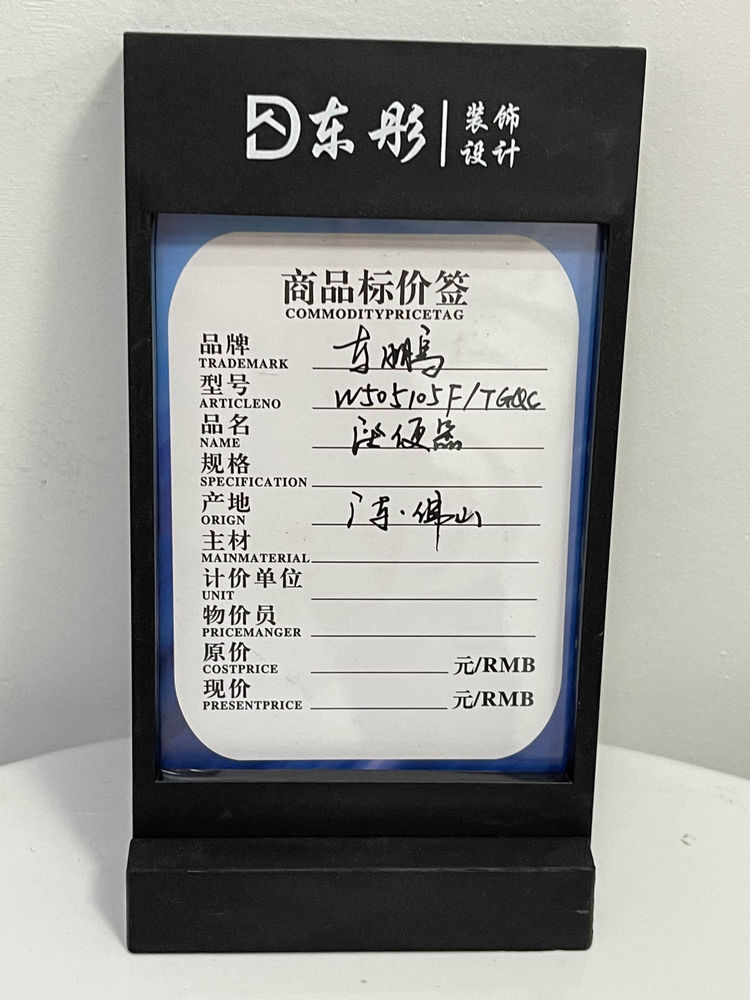 东彤 装饰
设计
商品标价签
COMMODITYPRICETAG
品牌 东鹏
TRADEMARK
型号 W505105F/TGQC
ARTICLENO
品名 坐便器
NAME
规格
SPECIFICATION
产地 广东·佛山
ORIGN
主材
MAINMATERIAL
计价单位
UNIT
物价员
PRICEMANGER
原价 元/RMB
COSTPRICE
现价 元/RMB
PRESENTPRICE